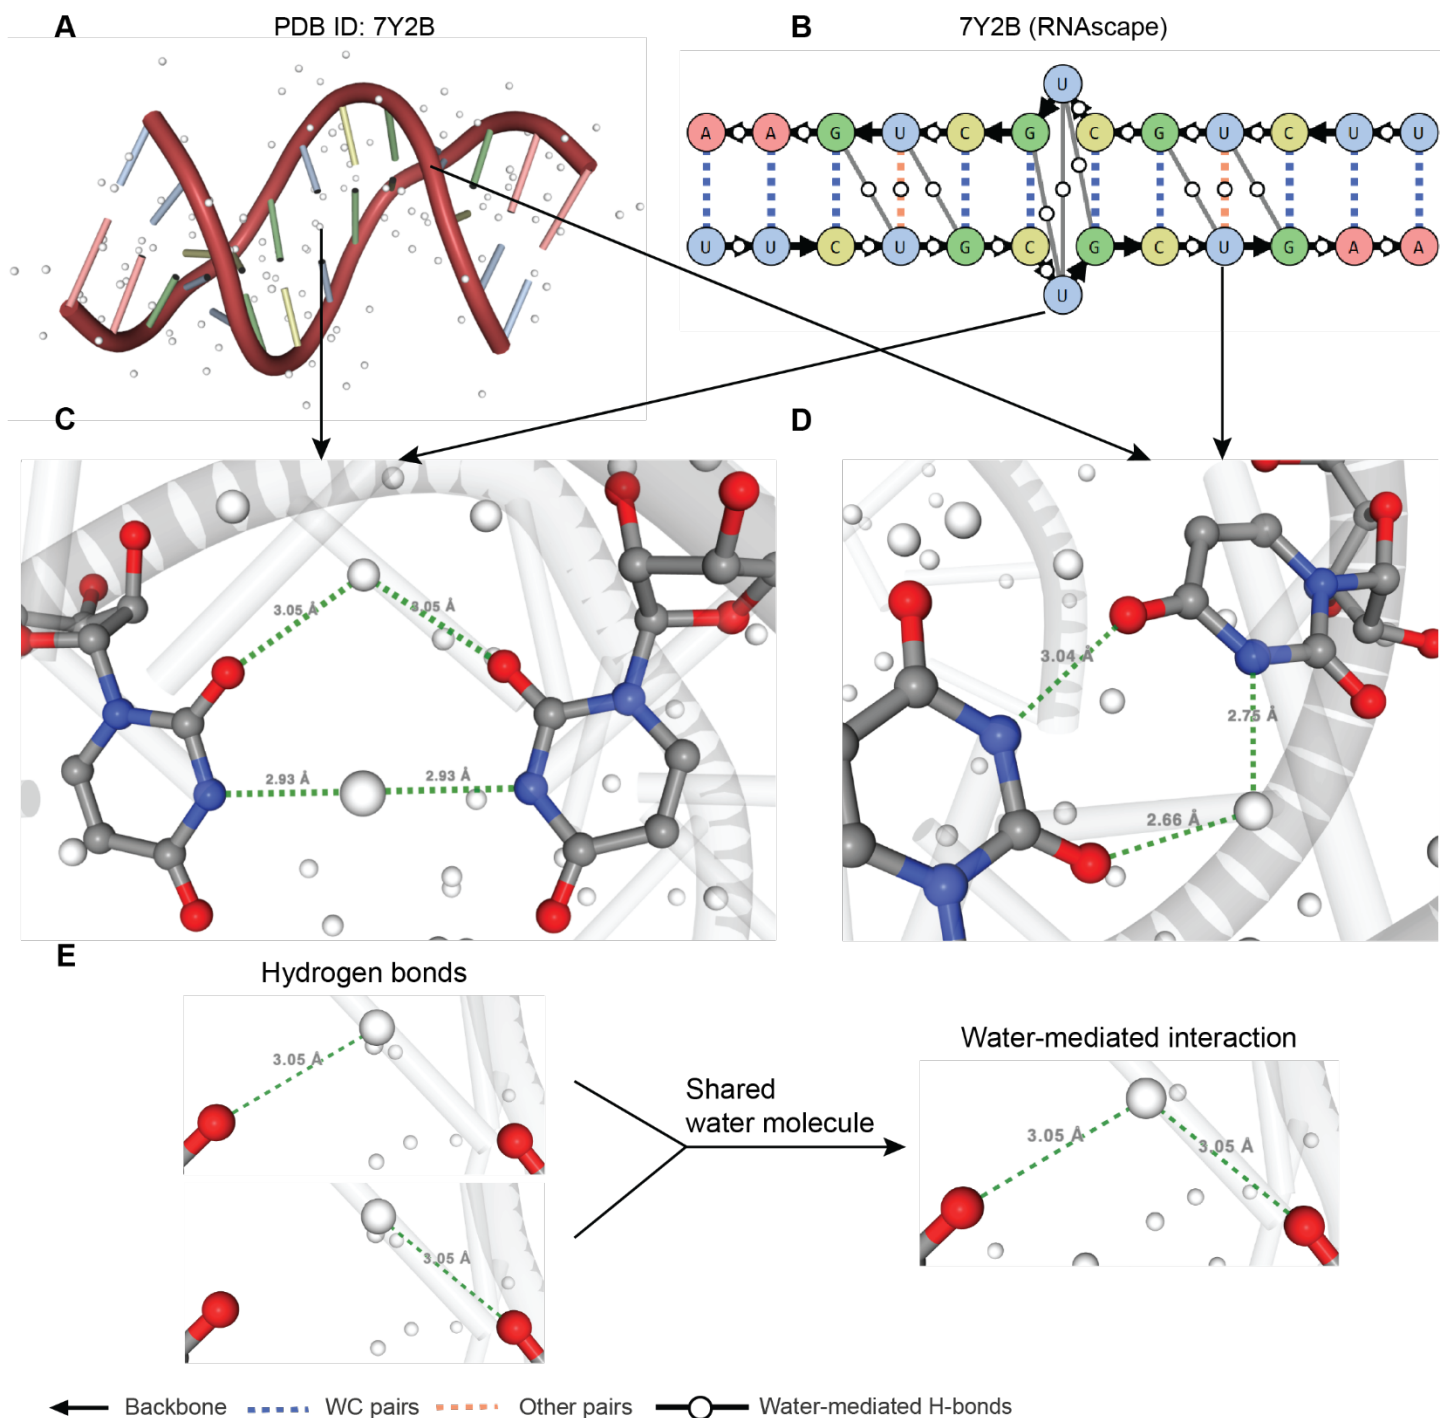 A
PDB ID: 7Y2B
B
7Y2B (RNAscape)
U
A A G U C G C G U C U U
U U C U G C G C U G A A
U
C
D
3.05 Å
3.05 Å
2.93 Å
2.93 Å
3.04 Å
2.75 Å
2.66 Å
E
Hydrogen bonds
3.05 Å
3.05 Å
Shared
water molecule
Water-mediated interaction
3.05 Å
3.05 Å
Backbone
WC pairs
Other pairs
Water-mediated H-bonds